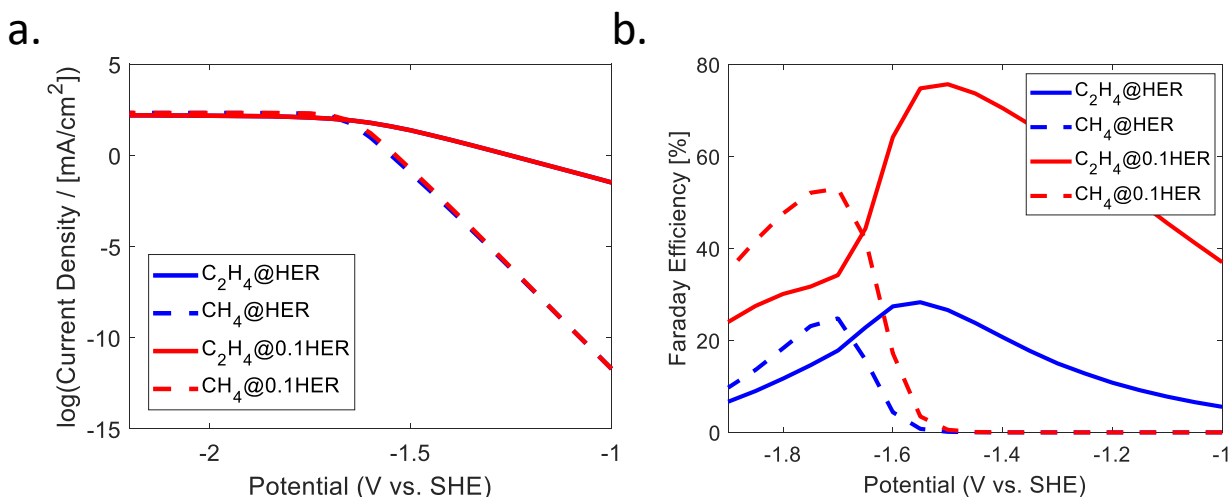 a.
b.
log(Current Density / [mA/cm²])
5
0
-5
-10
-15
-2
-1.5
-1
Potential (V vs. SHE)
C₂H₄@HER
CH₄@HER
C₂H₄@0.1HER
CH₄@0.1HER
Faraday Efficiency [%]
80
60
40
20
0
-1.8
-1.6
-1.4
-1.2
-1
Potential (V vs. SHE)
C₂H₄@HER
CH₄@HER
C₂H₄@0.1HER
CH₄@0.1HER